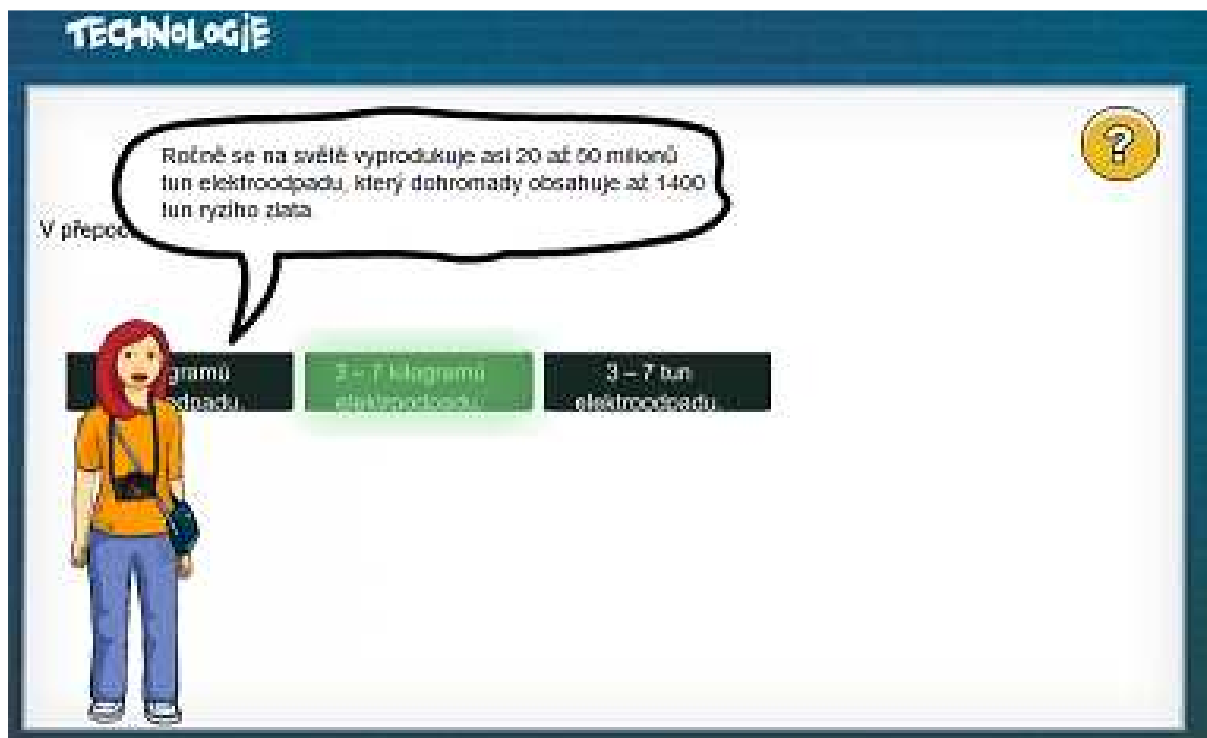 TECHNOLOGIE
?
Ročně se na světě vyprodukuje asi 20 až 50 milionů
tun elektroodpadu, který dohromady obsahuje až 1400
tun ryzího zlata.
V přepoč
gramů
odpadu.
3 – 7 kilogramů
elektroodpadu.
3 – 7 tun
elektroodpadu.